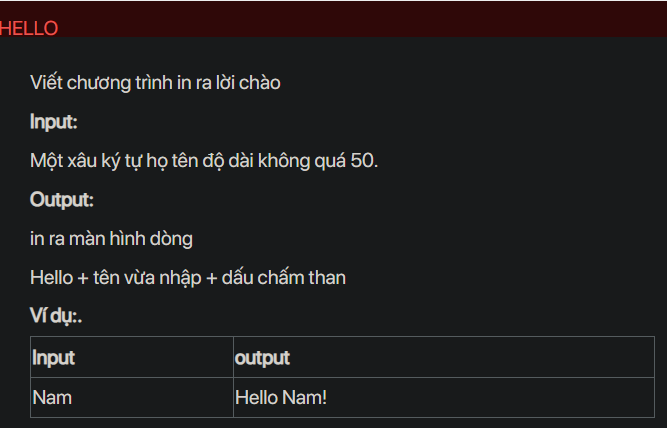 HELLO
Viết chương trình in ra lời chào
Input:
Một xâu ký tự họ tên độ dài không quá 50.
Output:
in ra màn hình dòng
Hello + tên vừa nhập + dấu chấm than
Ví dụ:.
Input output
Nam Hello Nam!